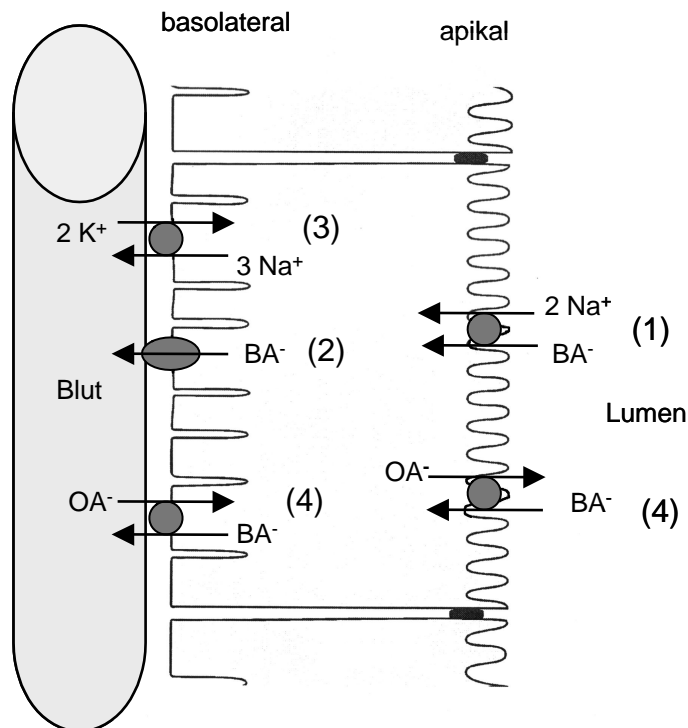 basolateral
apikal
2 K⁺
(3)
3 Na⁺
2 Na⁺
(1)
(2)
BA⁻
BA⁻
Blut
Lumen
OA⁻
OA⁻
(4)
BA⁻
(4)
BA⁻